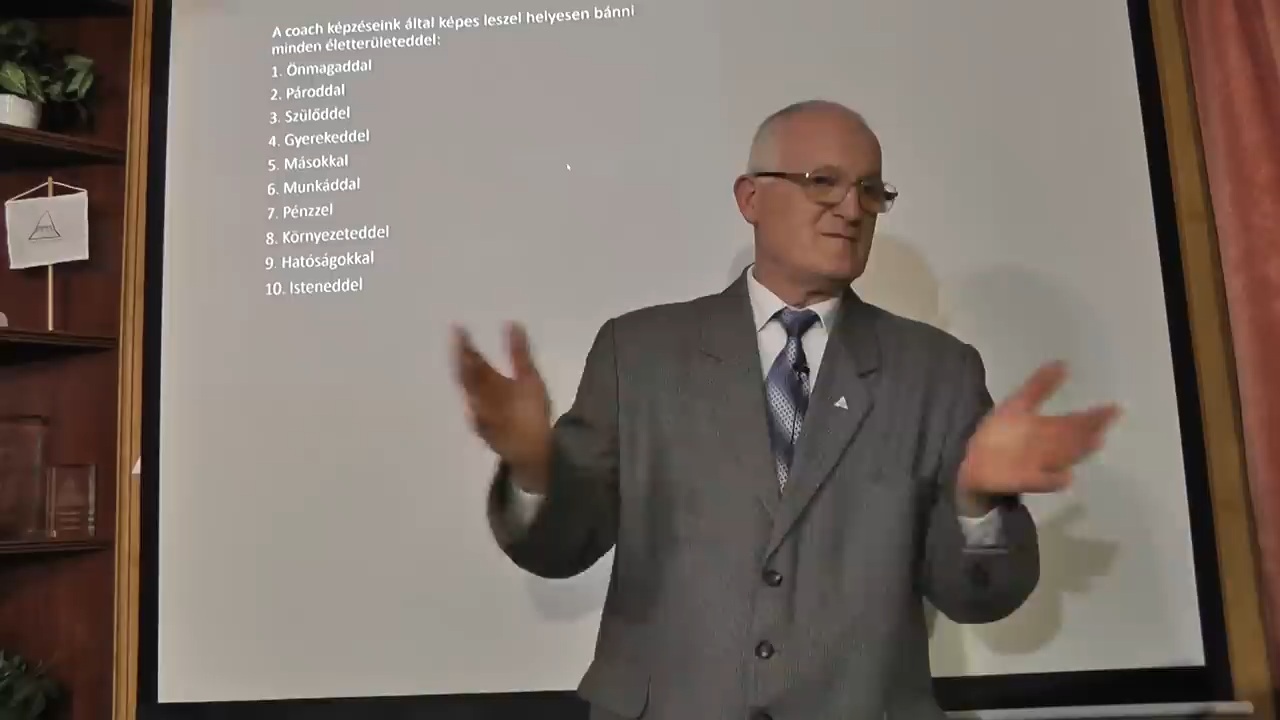 A coach képzéseink által képes leszel helyesen bánni
minden életterületeddel:
1. Önmagaddal
2. Pároddal
3. Szülőddel
4. Gyerekeddel
5. Másokkal
6. Munkáddal
7. Pénzzel
8. Környezeteddel
9. Hatóságokkal
10. Isteneddel